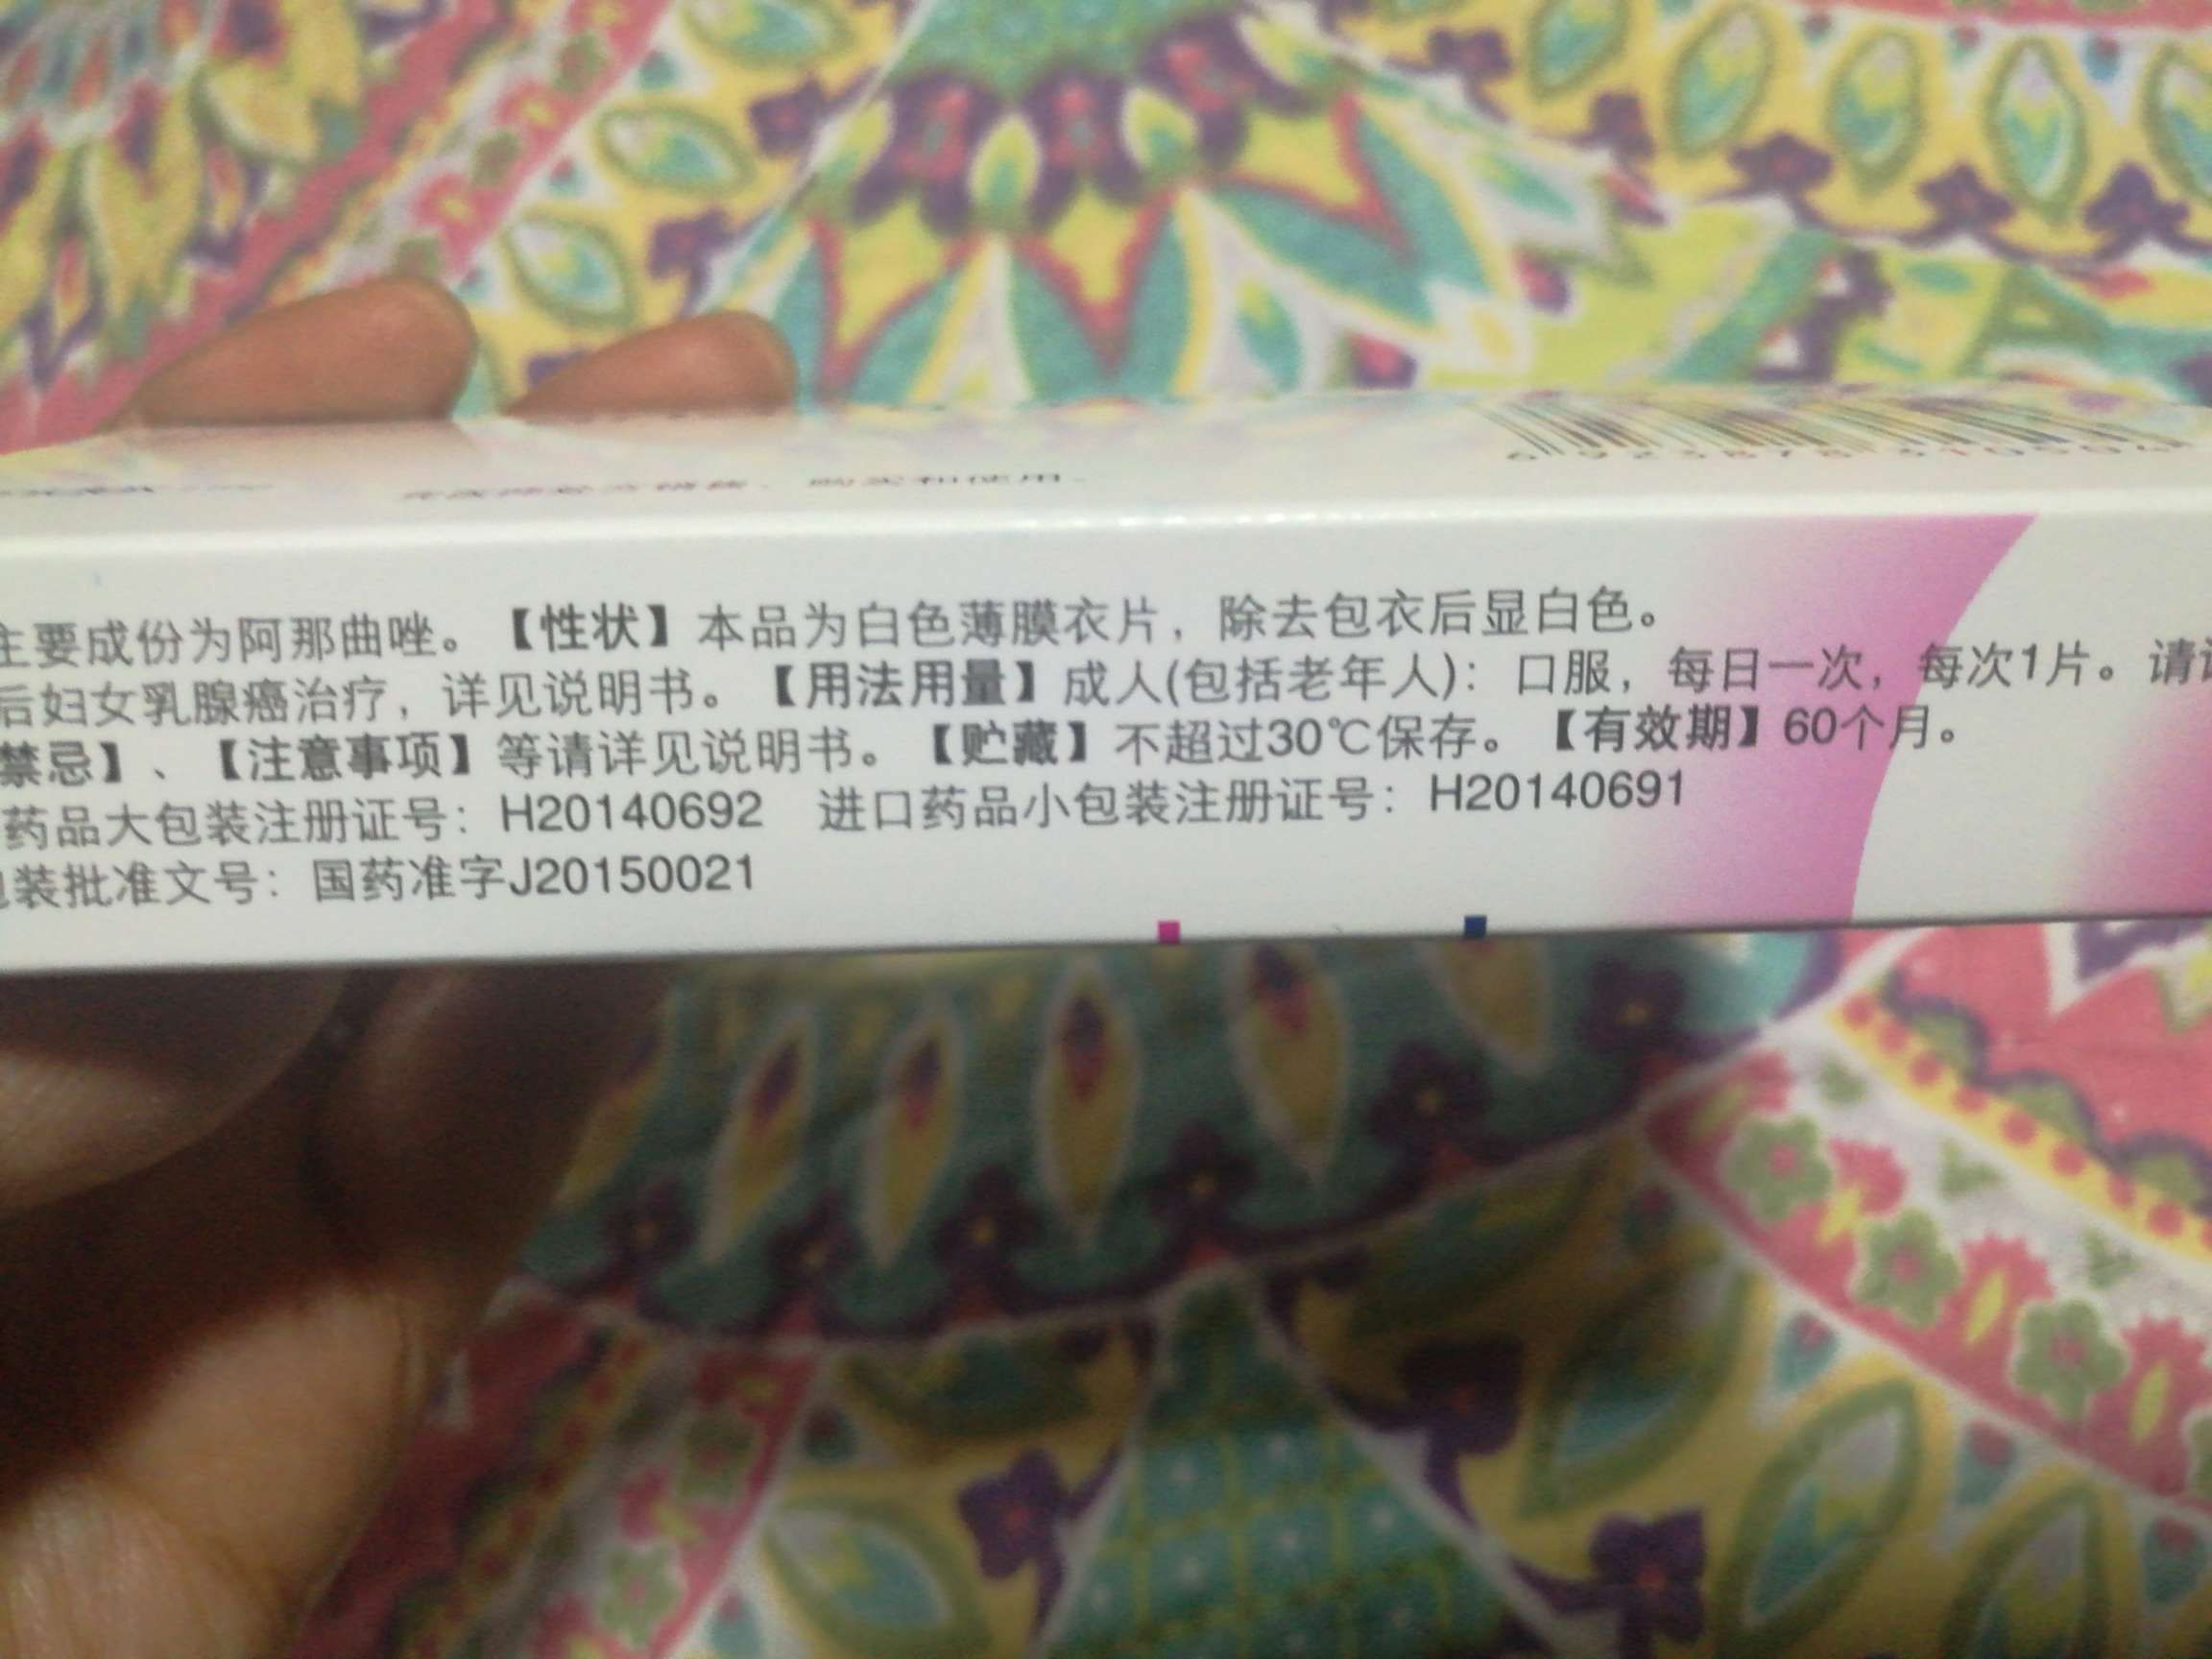 购买和使用.
主要成份为阿那曲唑。【性状】本品为白色薄膜衣片，除去包衣后显白色。
后妇女乳腺癌治疗，详见说明书。【用法用量】成人(包括老年人)：口服，每日一次，每次1片。请
禁忌】、【注意事项】等请详见说明书。【贮藏】不超过30℃保存。【有效期】60个月。
药品大包装注册证号：H20140692 进口药品小包装注册证号：H20140691
装批准文号：国药准字J20150021